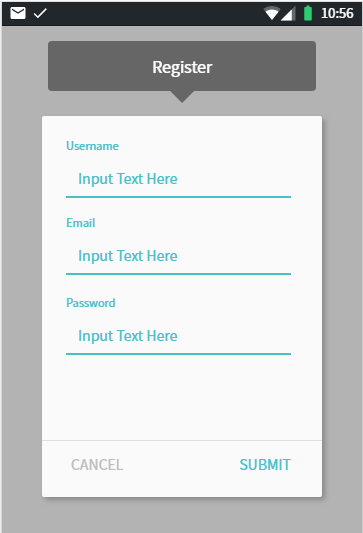 10:56
Register
Username
Input Text Here
Email
Input Text Here
Password
Input Text Here
CANCEL SUBMIT